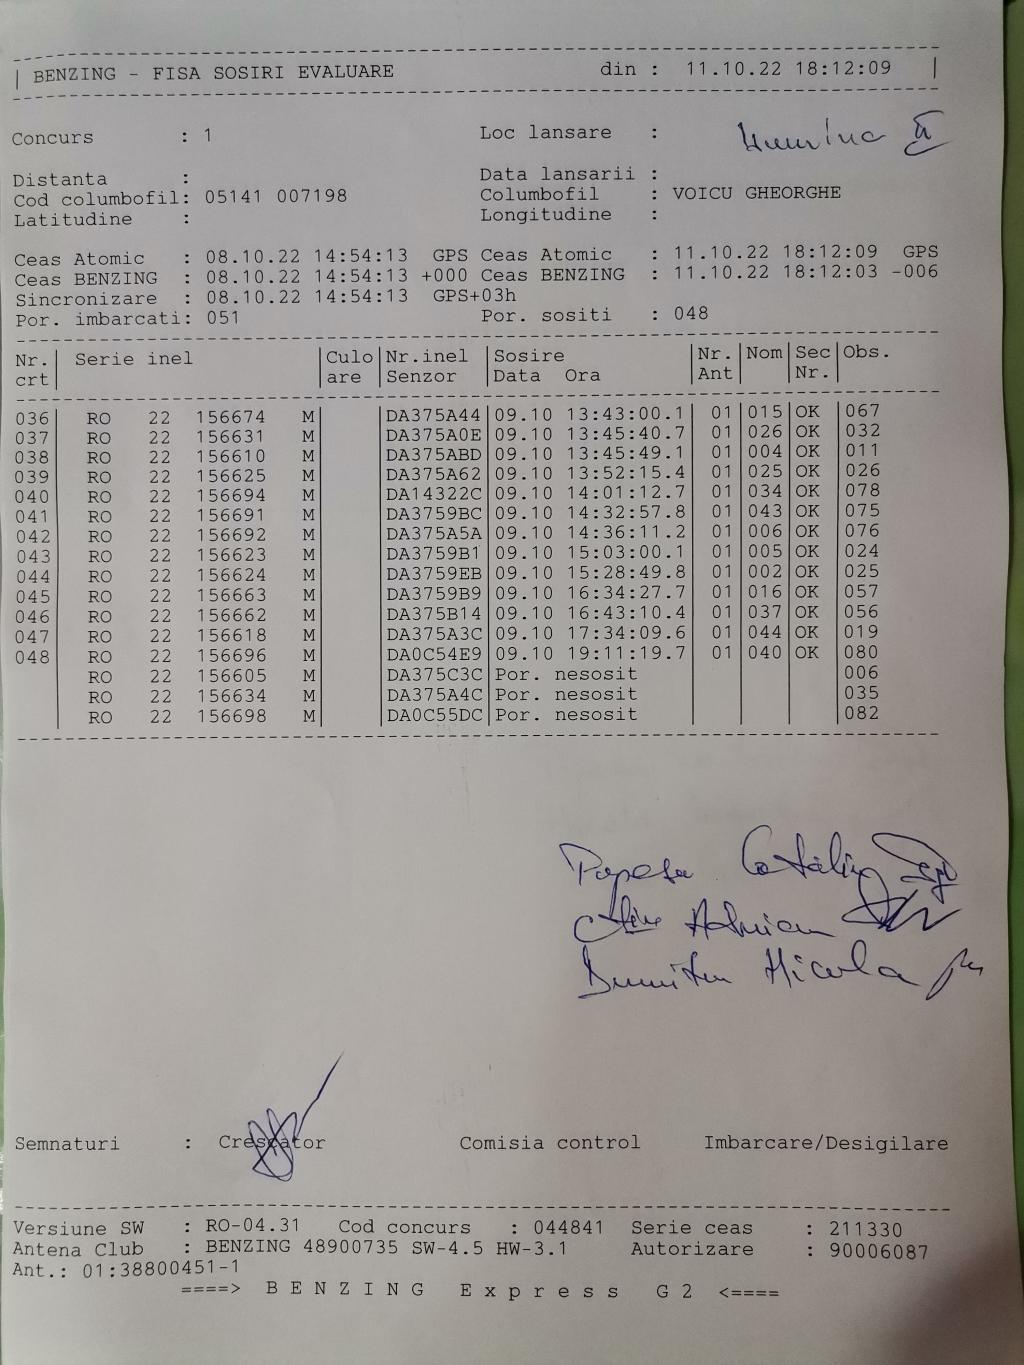 | BENZING - FISA SOSIRI EVALUARE din : 11.10.22 18:12:09 |
Concurs : 1 Loc lansare : Humina II
Distanta : Data lansarii :
Cod columbofil: 05141 007198 Columbofil : VOICU GHEORGHE
Latitudine : Longitudine :
Ceas Atomic : 08.10.22 14:54:13 GPS Ceas Atomic : 11.10.22 18:12:09 GPS
Ceas BENZING : 08.10.22 14:54:13 +000 Ceas BENZING : 11.10.22 18:12:03 -006
Sincronizare : 08.10.22 14:54:13 GPS+03h
Por. imbarcati: 051 Por. sositi : 048
Nr. | Serie inel |Culo|Nr.inel|Sosire |Nr.|Nom|Sec|Obs.
crt| |are |Senzor |Data Ora |Ant| |Nr.|
036| RO 22 156674 M| |DA375A44|09.10 13:43:00.1| 01|015|OK |067
037| RO 22 156631 M| |DA375A0E|09.10 13:45:40.7| 01|026|OK |032
038| RO 22 156610 M| |DA375ABD|09.10 13:45:49.1| 01|004|OK |011
039| RO 22 156625 M| |DA375A62|09.10 13:52:15.4| 01|025|OK |026
040| RO 22 156694 M| |DA14322C|09.10 14:01:12.7| 01|034|OK |078
041| RO 22 156691 M| |DA3759BC|09.10 14:32:57.8| 01|043|OK |075
042| RO 22 156692 M| |DA375A5A|09.10 14:36:11.2| 01|006|OK |076
043| RO 22 156623 M| |DA3759B1|09.10 15:03:00.1| 01|005|OK |024
044| RO 22 156624 M| |DA3759EB|09.10 15:28:49.8| 01|002|OK |025
045| RO 22 156663 M| |DA3759B9|09.10 16:34:27.7| 01|016|OK |057
046| RO 22 156662 M| |DA375B14|09.10 16:43:10.4| 01|037|OK |056
047| RO 22 156618 M| |DA375A3C|09.10 17:34:09.6| 01|044|OK |019
048| RO 22 156696 M| |DA0C54E9|09.10 19:11:19.7| 01|040|OK |080
| RO 22 156605 M| |DA375C3C|Por. nesosit | | | |006
| RO 22 156634 M| |DA375A4C|Por. nesosit | | | |035
| RO 22 156698 M| |DA0C55DC|Por. nesosit | | | |082
Catalin
Adrian
Dumitru Nicolae
Semnaturi : Crescator Comisia control Imbarcare/Desigilare
Versiune SW : RO-04.31 Cod concurs : 044841 Serie ceas : 211330
Antena Club : BENZING 48900735 SW-4.5 HW-3.1 Autorizare : 90006087
Ant.: 01:38800451-1
====> B E N Z I N G E x p r e s s G 2 <====